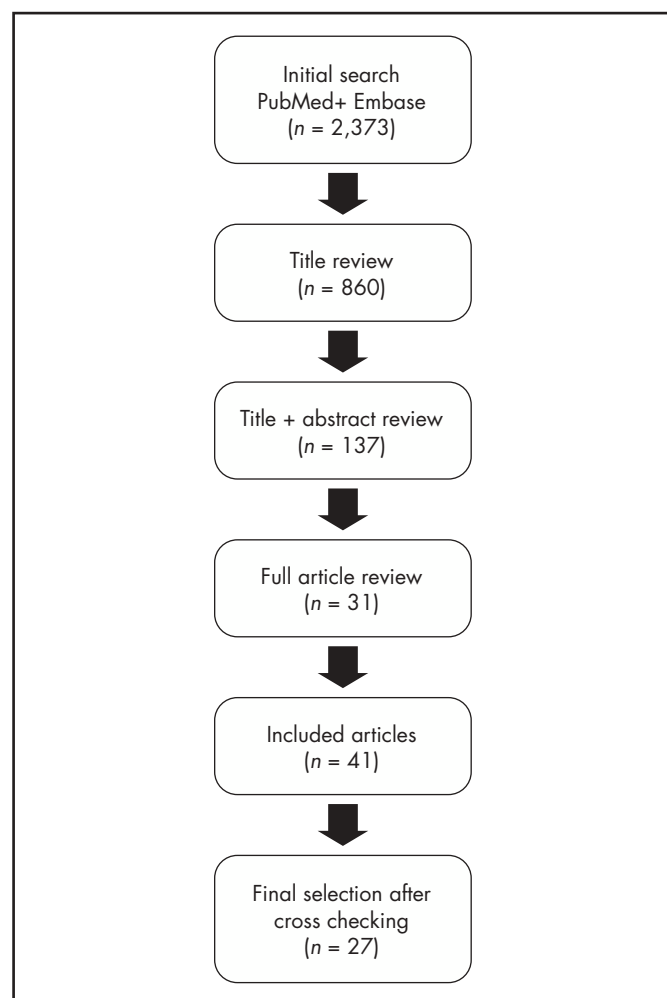 Initial search
PubMed+ Embase
(n = 2,373)
Title review
(n = 860)
Title + abstract review
(n = 137)
Full article review
(n = 31)
Included articles
(n = 41)
Final selection after
cross checking
(n = 27)